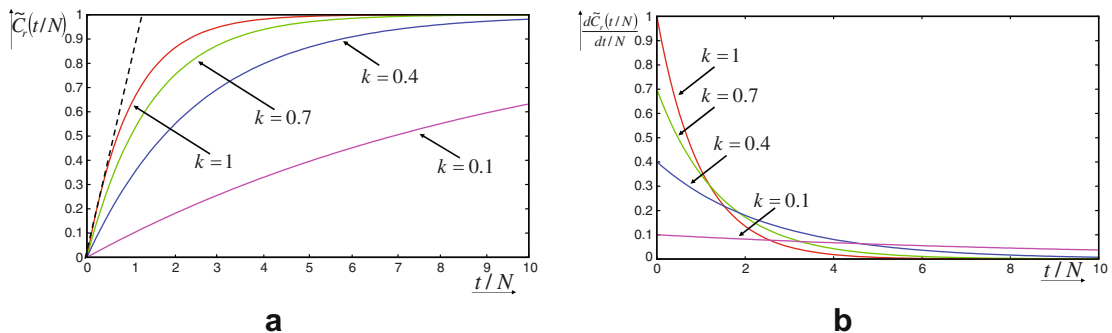 C̃r(t/N)
1
0.9
0.8
0.7
0.6
0.5
0.4
0.3
0.2
0.1
0
k = 0.4
k = 0.7
k = 1
k = 0.1
0 1 2 3 4 5 6 7 8 9 10
t/N
a
dC̃r(t/N)
dt/N
1
0.9
0.8
0.7
0.6
0.5
0.4
0.3
0.2
0.1
0
k = 1
k = 0.7
k = 0.4
k = 0.1
0 2 4 6 8 10
t/N
b